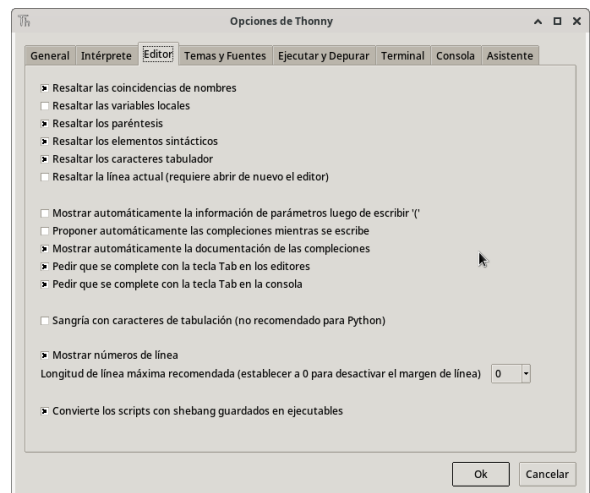 Opciones de Thonny
General Intérprete Editor Temas y Fuentes Ejecutar y Depurar Terminal Consola Asistente
Resaltar las coincidencias de nombres
Resaltar las variables locales
Resaltar los paréntesis
Resaltar los elementos sintácticos
Resaltar los caracteres tabulador
Resaltar la línea actual (requiere abrir de nuevo el editor)
Mostrar automáticamente la información de parámetros luego de escribir '('
Proponer automáticamente las compleciones mientras se escribe
Mostrar automáticamente la documentación de las compleciones
Pedir que se complete con la tecla Tab en los editores
Pedir que se complete con la tecla Tab en la consola
Sangría con caracteres de tabulación (no recomendado para Python)
Mostrar números de línea
Longitud de línea máxima recomendada (establecer a 0 para desactivar el margen de línea) 0
Convierte los scripts con shebang guardados en ejecutables
Ok Cancelar